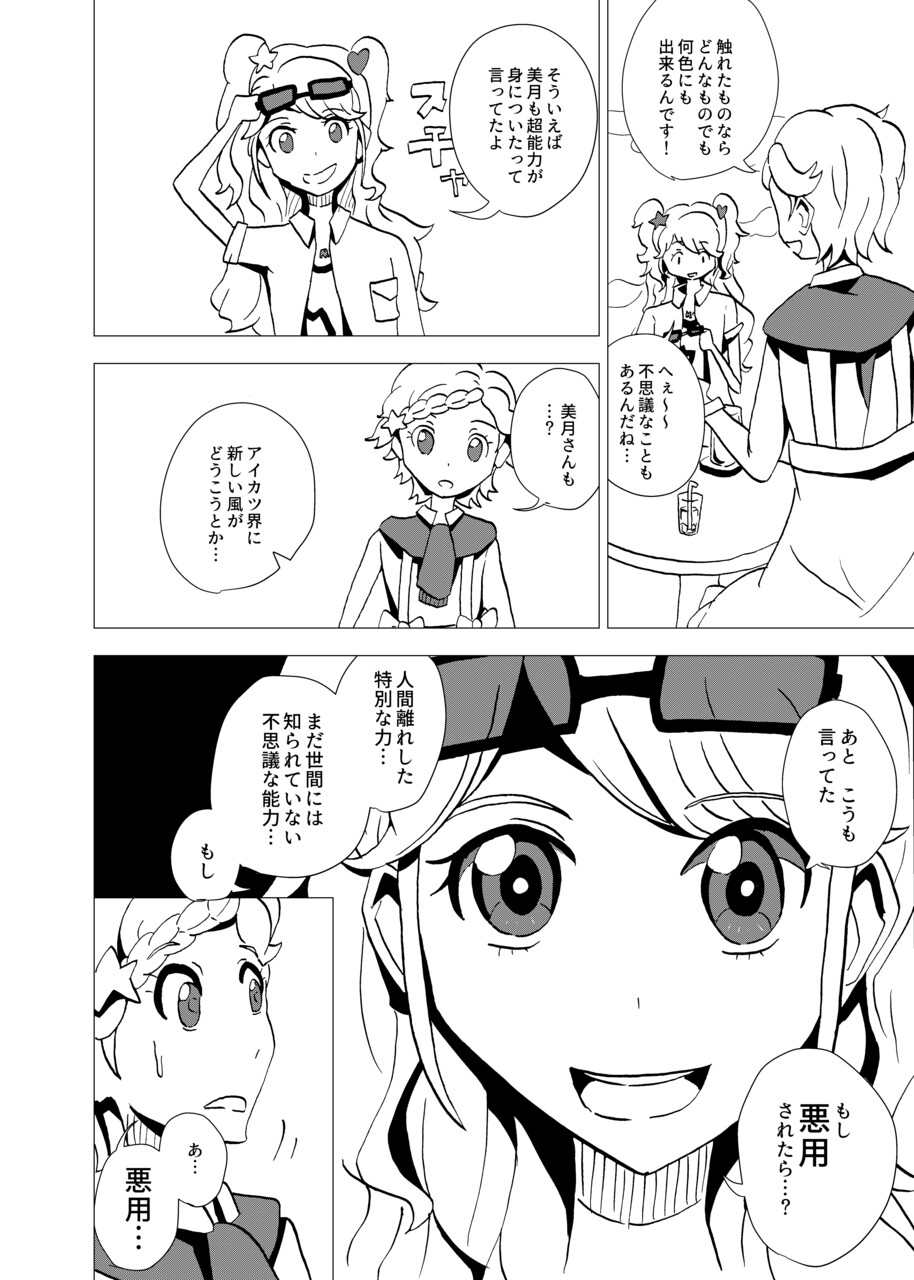 触れたものなら
どんなものでも
何色にも
出来るんです!
へぇ〜〜
不思議なことも
あるんだね…
そういえば
美月も超能力が
身についたって
言ってたよ
スチャ
美月さんも
…?
アイカツ界に
新しい風が
どうこうとか…
あと こうも
言ってた
人間離れした
特別な力…
まだ世間には
知られていない
不思議な能力…
もし
もし
悪用
されたら…?
あ…
悪用…